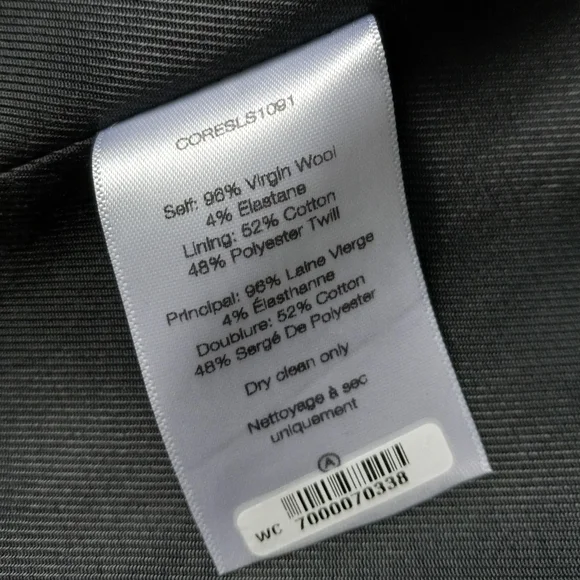 CORESLS1091
Self: 96% Virgin Wool
4% Elastane
Lining: 52% Cotton
48% Polyester Twill
Principal: 96% Laine Vierge
4% Élasthanne
Doublure: 52% Coton
48% Sergé De Polyester
Dry clean only
Nettoyage à sec
uniquement
A
WC 7000070338